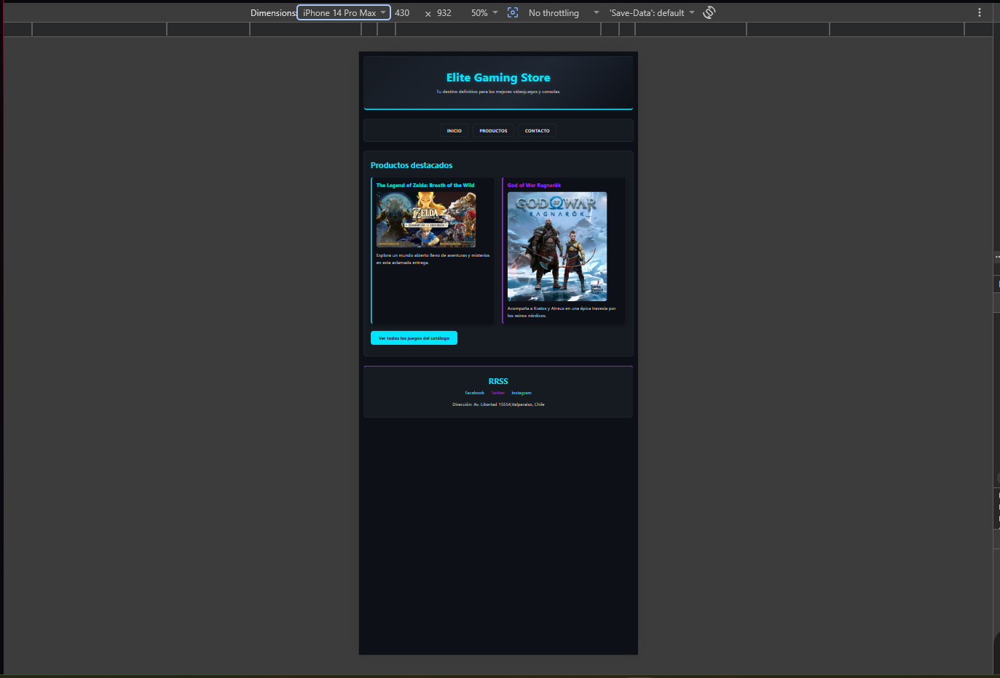 Dimensions: iPhone 14 Pro Max 430 × 932 50% No throttling 'Save-Data': default
Elite Gaming Store
Tu destino definitivo para los mejores videojuegos y consolas.
INICIO PRODUCTOS CONTACTO
Productos destacados
The Legend of Zelda: Breath of the Wild
ZELDA
God of War Ragnarök
GOD OF WAR
RAGNARÖK
Explora un mundo abierto lleno de aventuras y misterios
en esta aclamada entrega.
Acompaña a Kratos y Atreus en una épica travesía por
los reinos nórdicos.
Ver todos los juegos del catálogo
RRSS
Facebook Twitter Instagram
Dirección: Av. Libertad 15554,Valparaíso, Chile